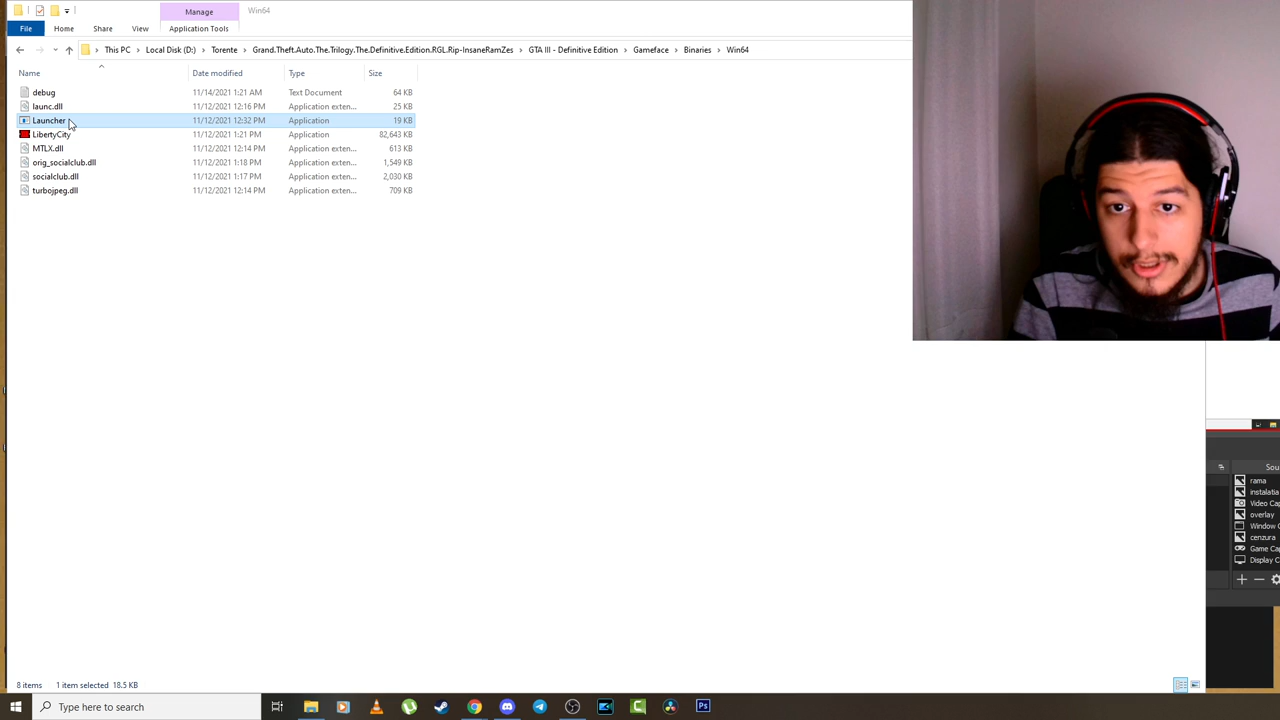 Manage
Win64
File
Home
Share
View
Application Tools
This PC
Local Disk (D:)
Torente
Grand.Theft.Auto.The.Trilogy.The.Definitive.Edition.RGL.Rip-InsaneRamZes
GTA III - Definitive Edition
Gameface
Binaries
Win64
Name
Date modified
Type
Size
debug
11/14/2021 1:21 AM
Text Document
64 KB
launc.dll
11/12/2021 12:16 PM
Application exten...
25 KB
Launcher
11/12/2021 12:32 PM
Application
19 KB
LibertyCity
11/12/2021 1:21 PM
Application
82,643 KB
MTLX.dll
11/12/2021 12:14 PM
Application exten...
613 KB
orig_socialclub.dll
11/12/2021 1:18 PM
Application exten...
1,549 KB
socialclub.dll
11/12/2021 1:17 PM
Application exten...
2,030 KB
turbojpeg.dll
11/12/2021 12:14 PM
Application exten...
709 KB
Sou
rama
instalatia
Video Cap
overlay
Window C
cenzura
Game Cap
Display C
8 items
1 item selected 18.5 KB
Type here to search
Ps